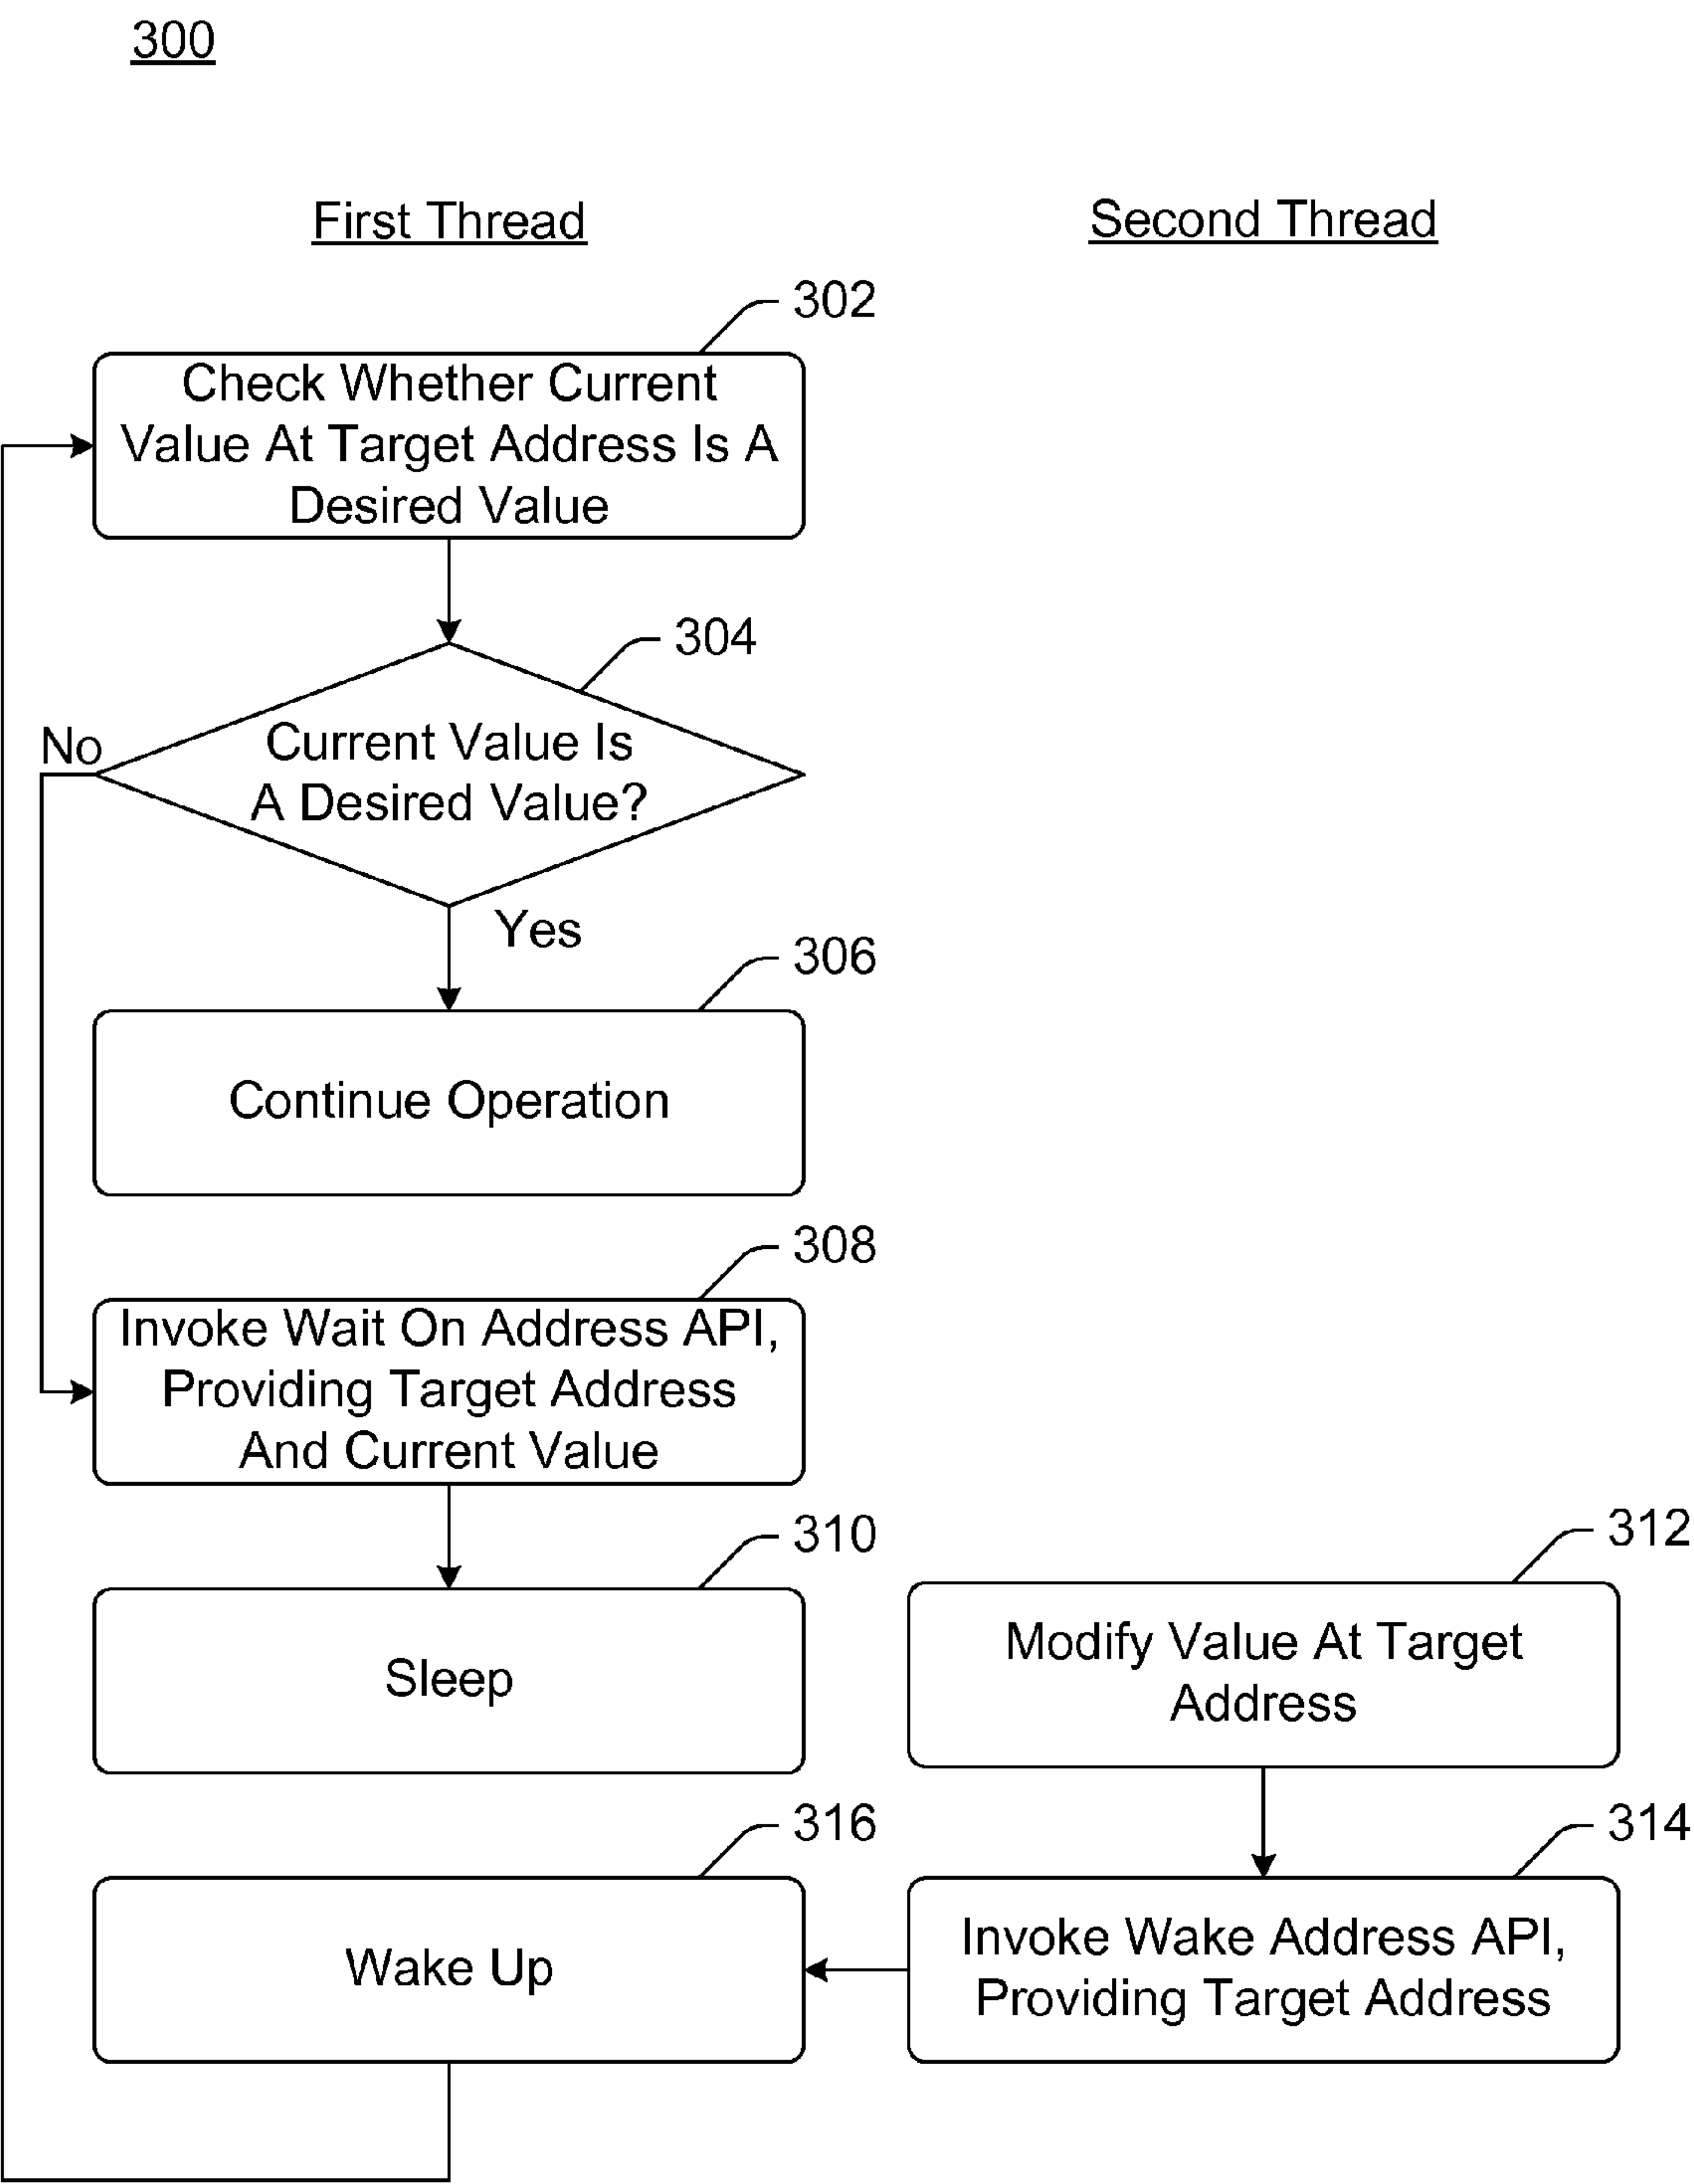 300
First Thread
Second Thread
302
Check Whether Current
Value At Target Address Is A
Desired Value
304
No
Current Value Is
A Desired Value?
Yes
306
Continue Operation
308
Invoke Wait On Address API,
Providing Target Address
And Current Value
310
Sleep
312
Modify Value At Target
Address
316
Wake Up
314
Invoke Wake Address API,
Providing Target Address